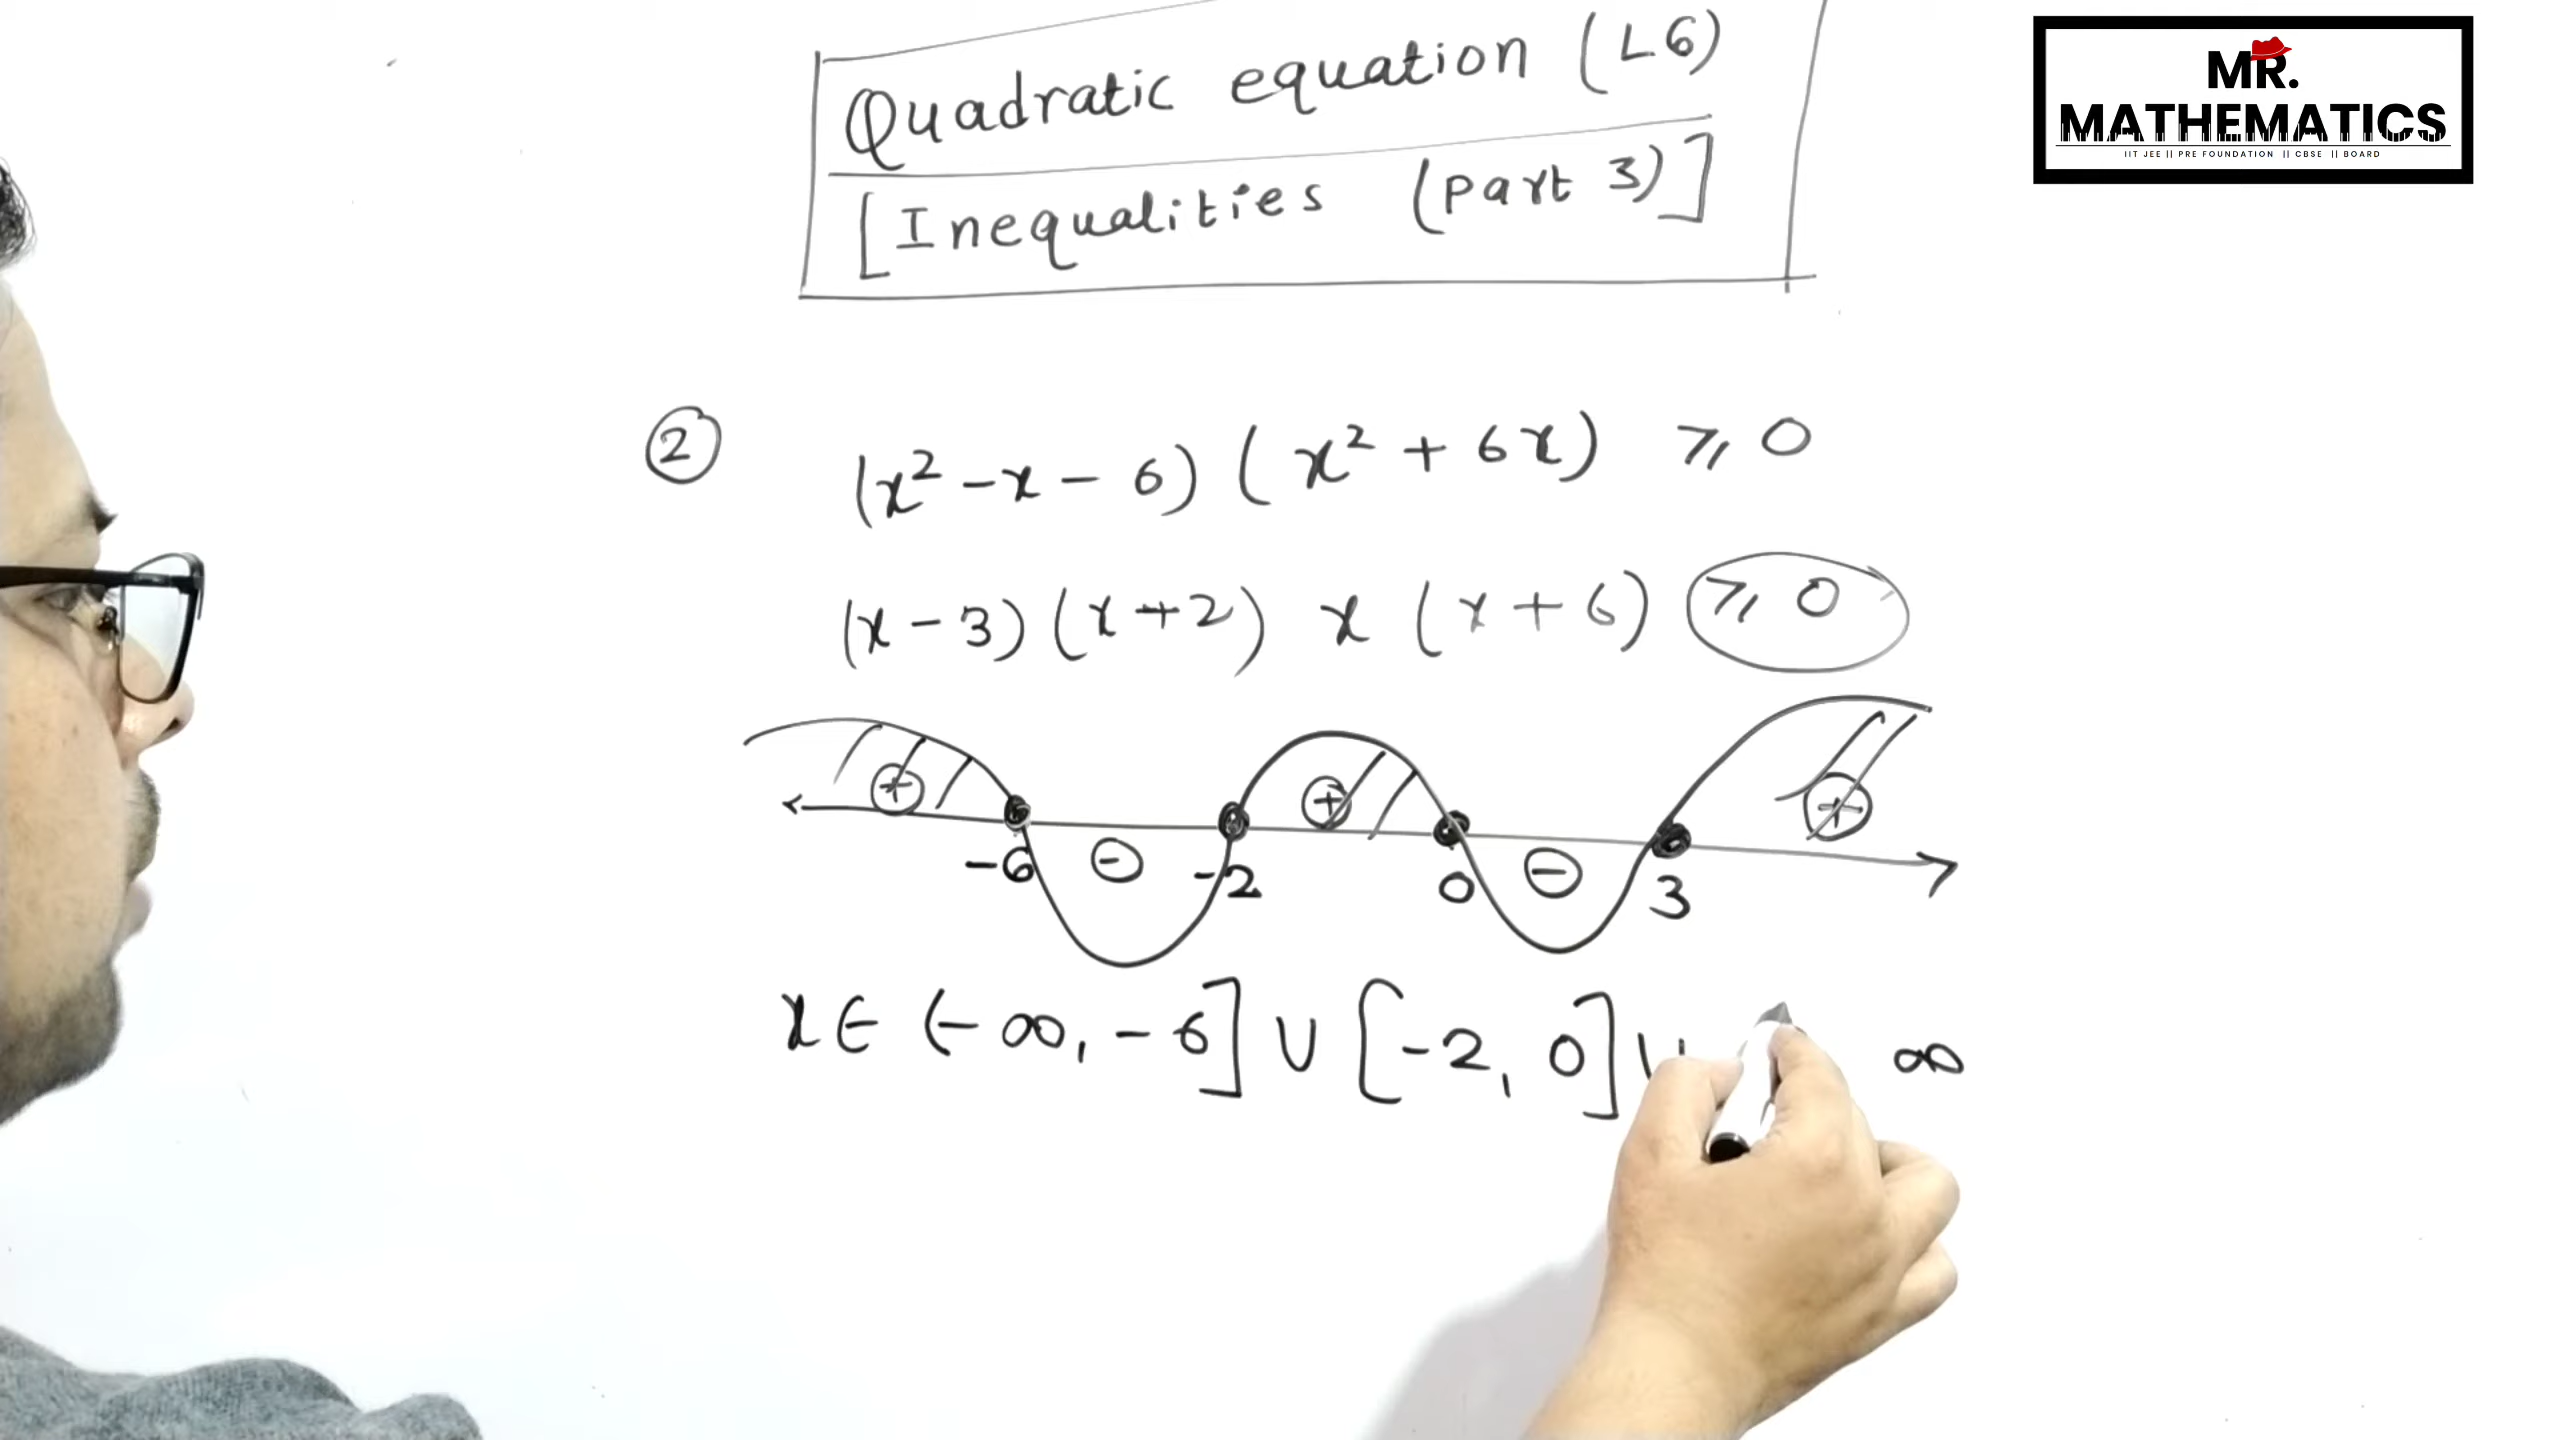 Quadratic equation (L6)
[Inequalities (part 3)]
MR.
MATHEMATICS
IIT JEE || PRE FOUNDATION || CBSE || BOARD
② (x² - x - 6) (x² + 6x) ⩾ 0
(x - 3) (x + 2) x (x + 6) ⩾ 0
+ + +
- -
-6 -2 0 3
x ∈ (-∞, -6] ∪ [-2, 0] ∪ ∞